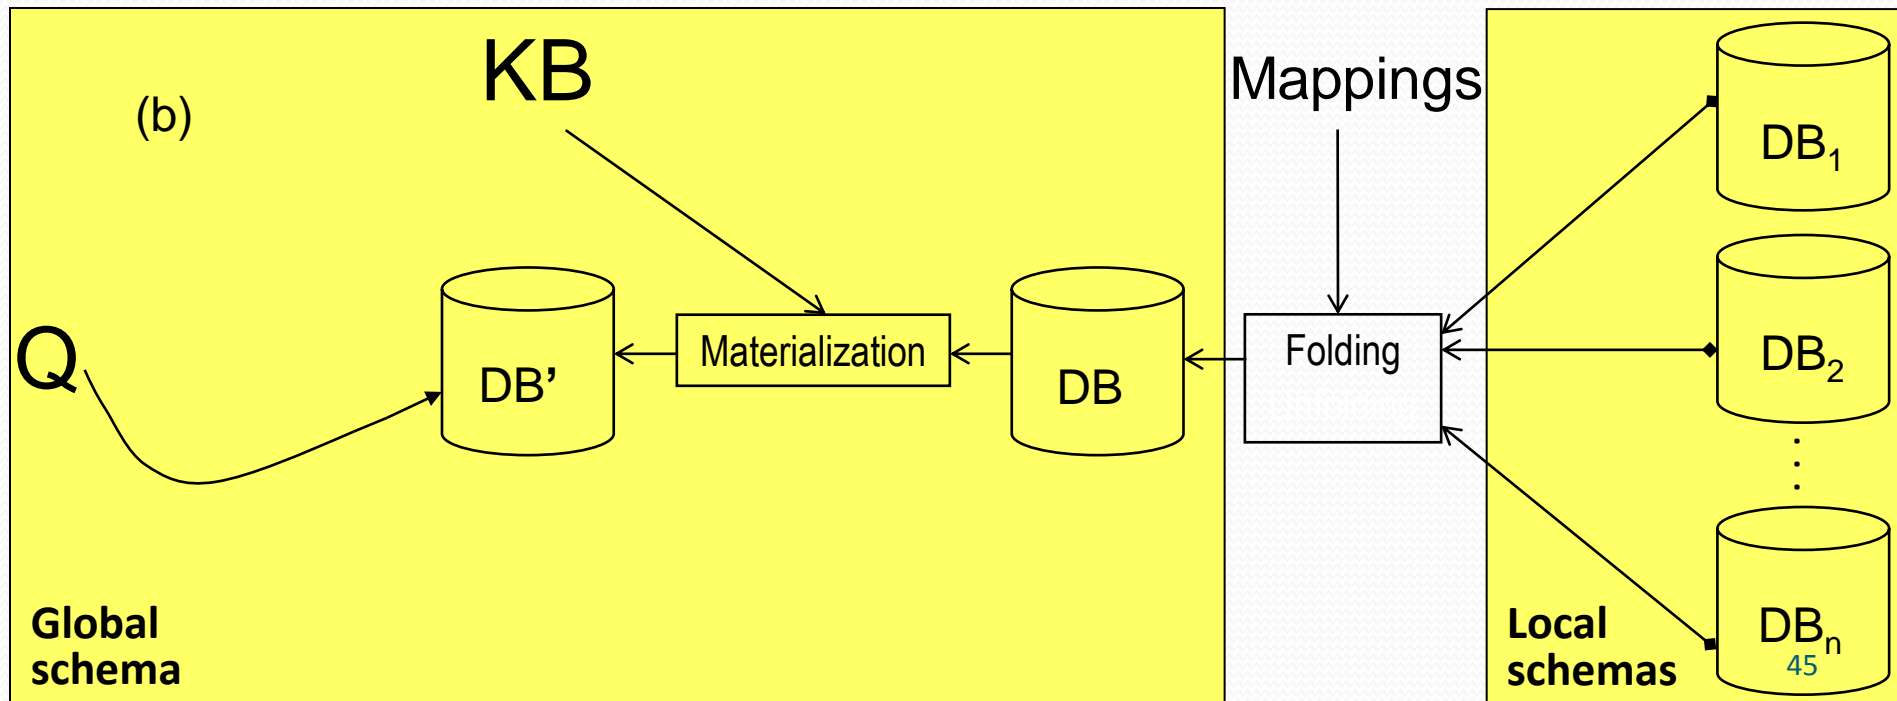 KB
Mappings
(b)
DB₁
Q
DB’
Materialization
DB
Folding
DB₂
Global
schema
Local
schemas
DBₙ
45